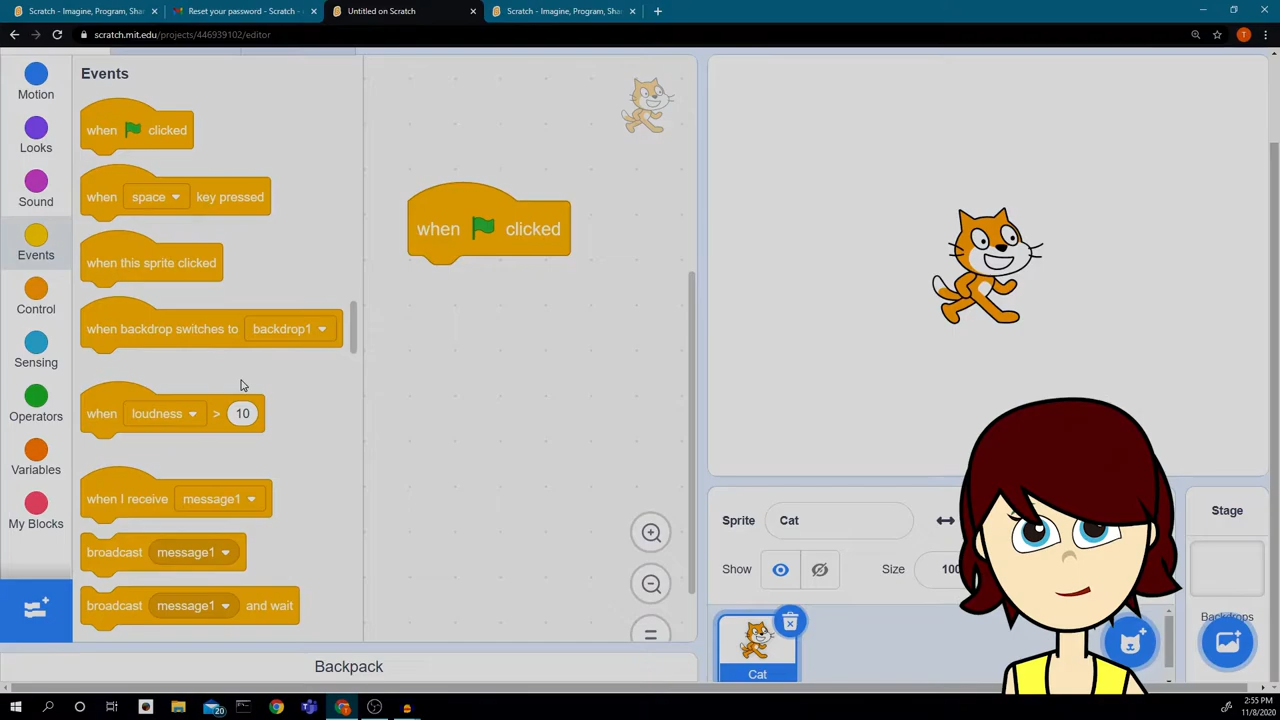 Scratch - Imagine, Program, Shar
Reset your password - Scratch -
Untitled on Scratch
Scratch - Imagine, Program, Shar
scratch.mit.edu/projects/446939102/editor
Motion
Looks
Sound
Events
Control
Sensing
Operators
Variables
My Blocks
Events
when clicked
when space key pressed
when this sprite clicked
when backdrop switches to backdrop1
when loudness > 10
when I receive message1
broadcast message1
broadcast message1 and wait
when clicked
Backpack
Sprite Cat
Show Size 100
Cat
Stage
Backdrops
20
2:55 PM
11/8/2020